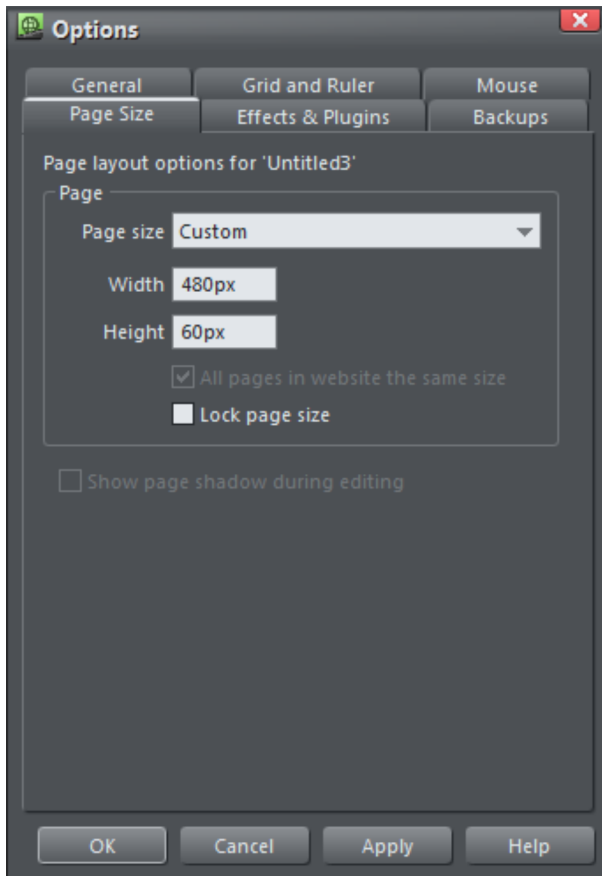 Options
General Grid and Ruler Mouse
Page Size Effects & Plugins Backups
Page layout options for 'Untitled3'
Page
Page size Custom
Width 480px
Height 60px
All pages in website the same size
Lock page size
Show page shadow during editing
OK Cancel Apply Help